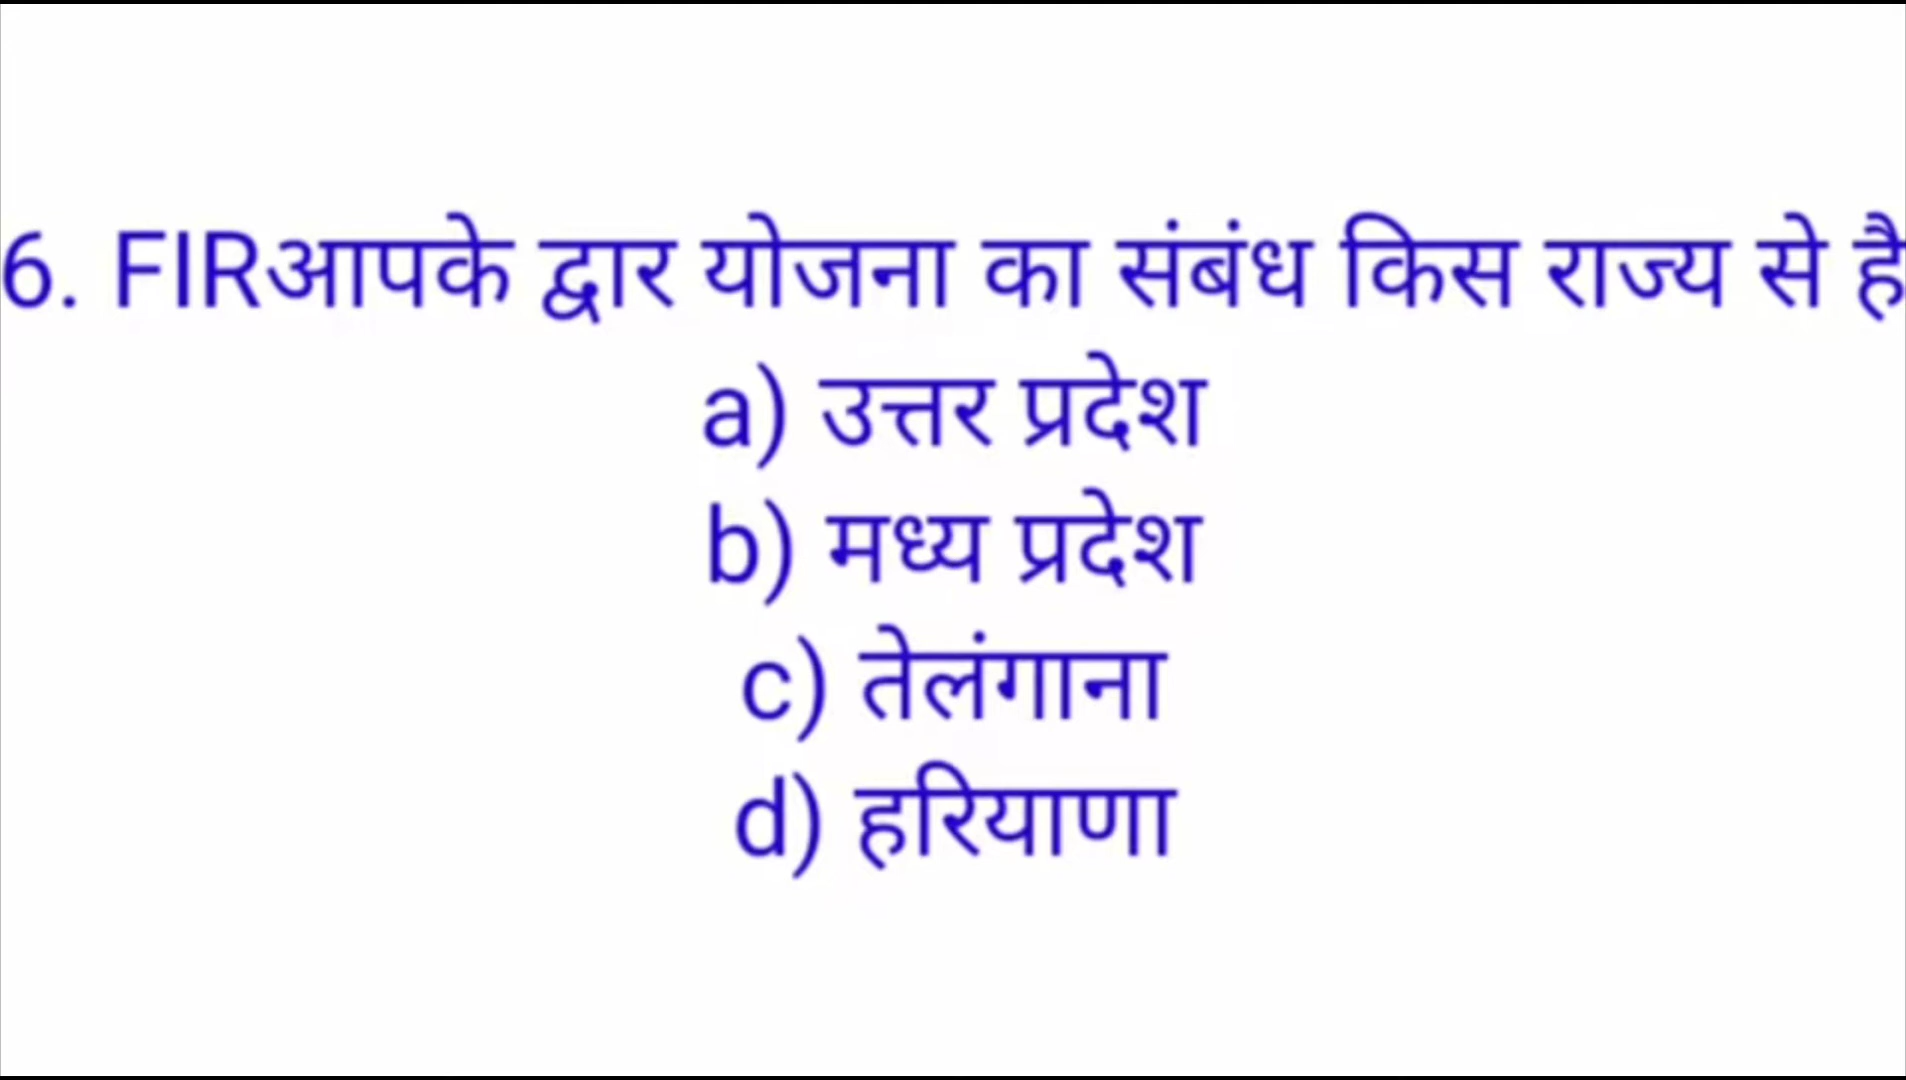 6. FIRआपके द्वार योजना का संबंध किस राज्य से है
a) उत्तर प्रदेश
b) मध्य प्रदेश
c) तेलंगाना
d) हरियाणा